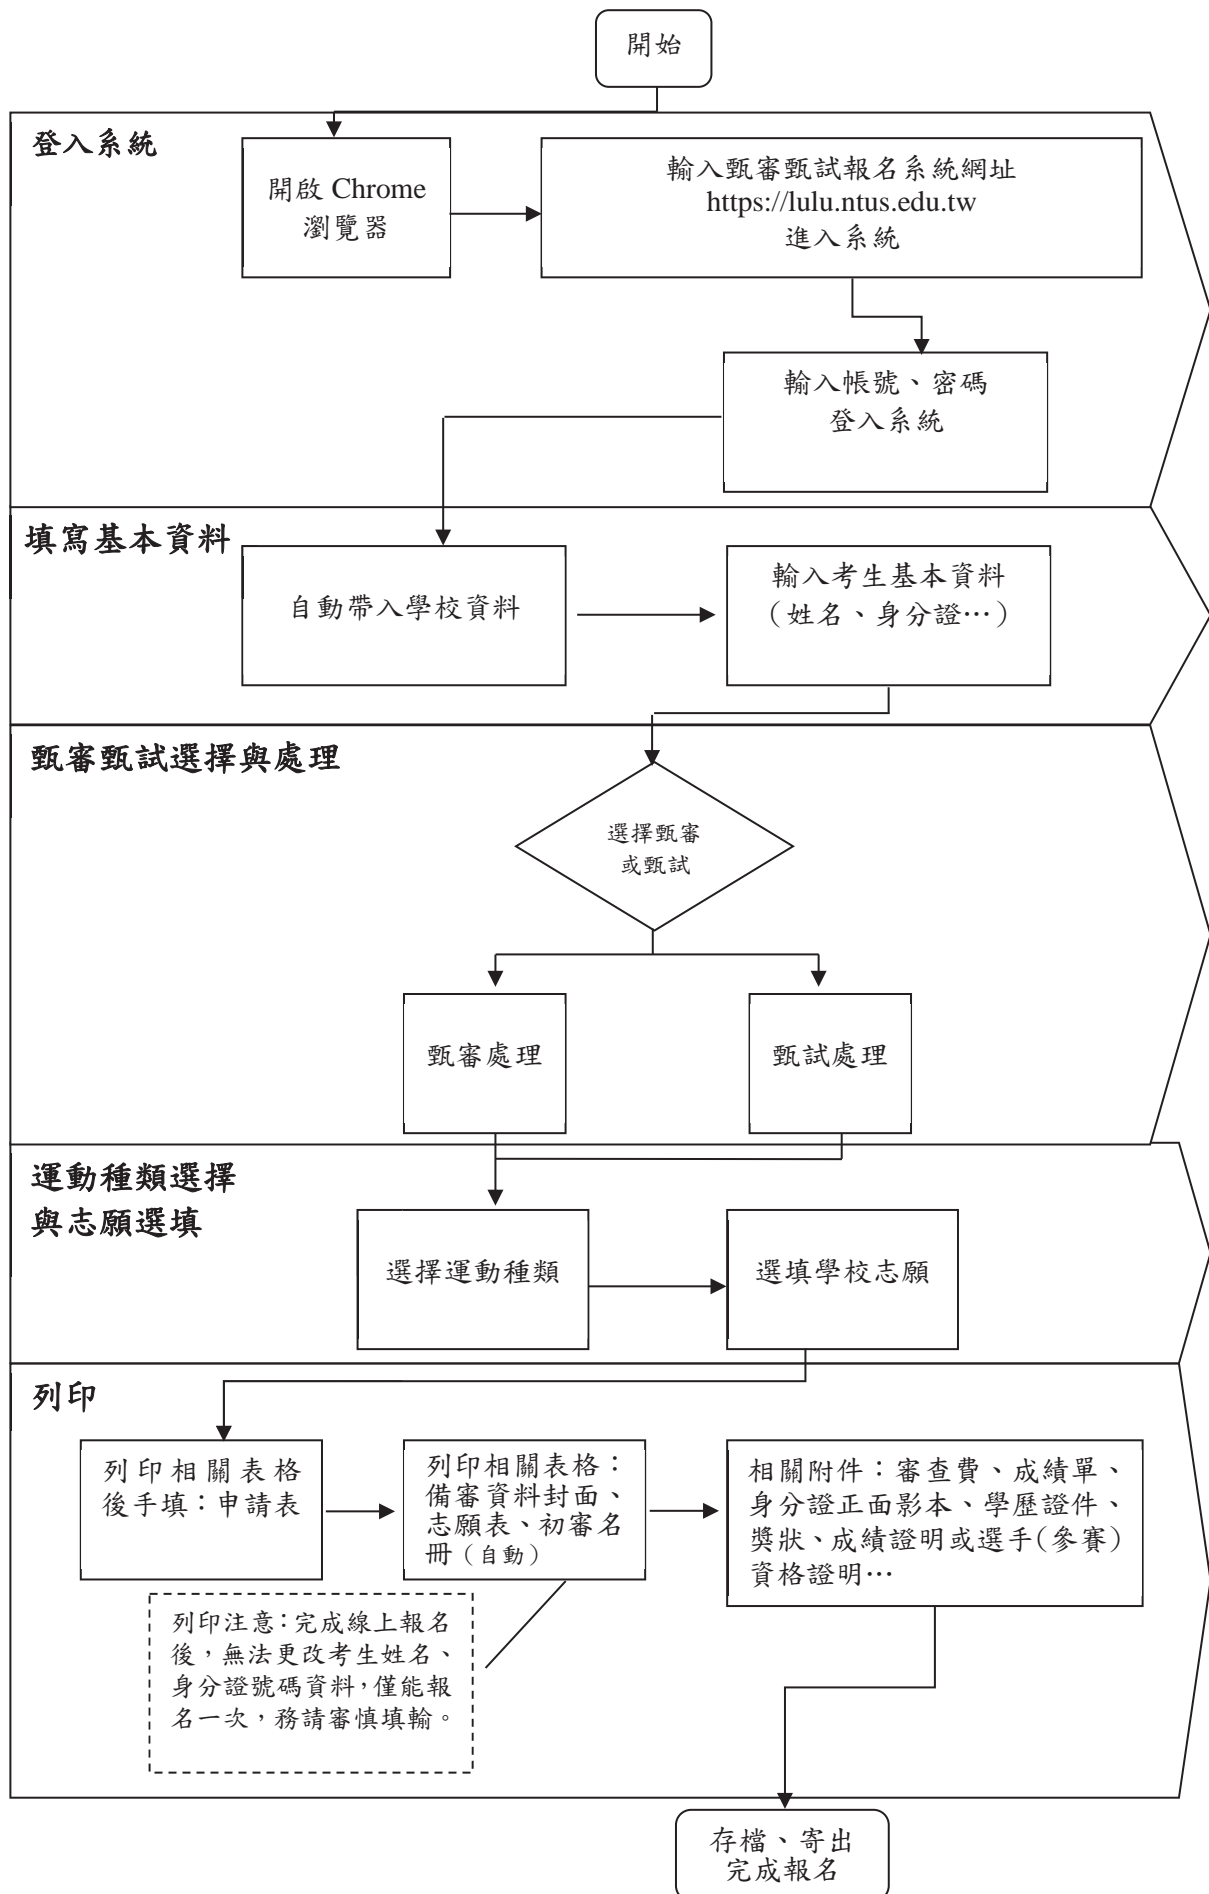 開始
登入系統
開啟 Chrome
瀏覽器
輸入甄審甄試報名系統網址
https://lulu.ntus.edu.tw
進入系統
輸入帳號、密碼
登入系統
填寫基本資料
自動帶入學校資料
輸入考生基本資料
（姓名、身分證…）
甄審甄試選擇與處理
選擇甄審
或甄試
甄審處理
甄試處理
運動種類選擇
與志願選填
選擇運動種類
選填學校志願
列印
列印相關表格
後手填：申請表
列印相關表格：
備審資料封面、
志願表、初審名
冊（自動）
相關附件：審查費、成績單、
身分證正面影本、學歷證件、
獎狀、成績證明或選手(參賽)
資格證明…
列印注意：完成線上報名
後，無法更改考生姓名、
身分證號碼資料，僅能報
名一次，務請審慎填輸。
存檔、寄出
完成報名